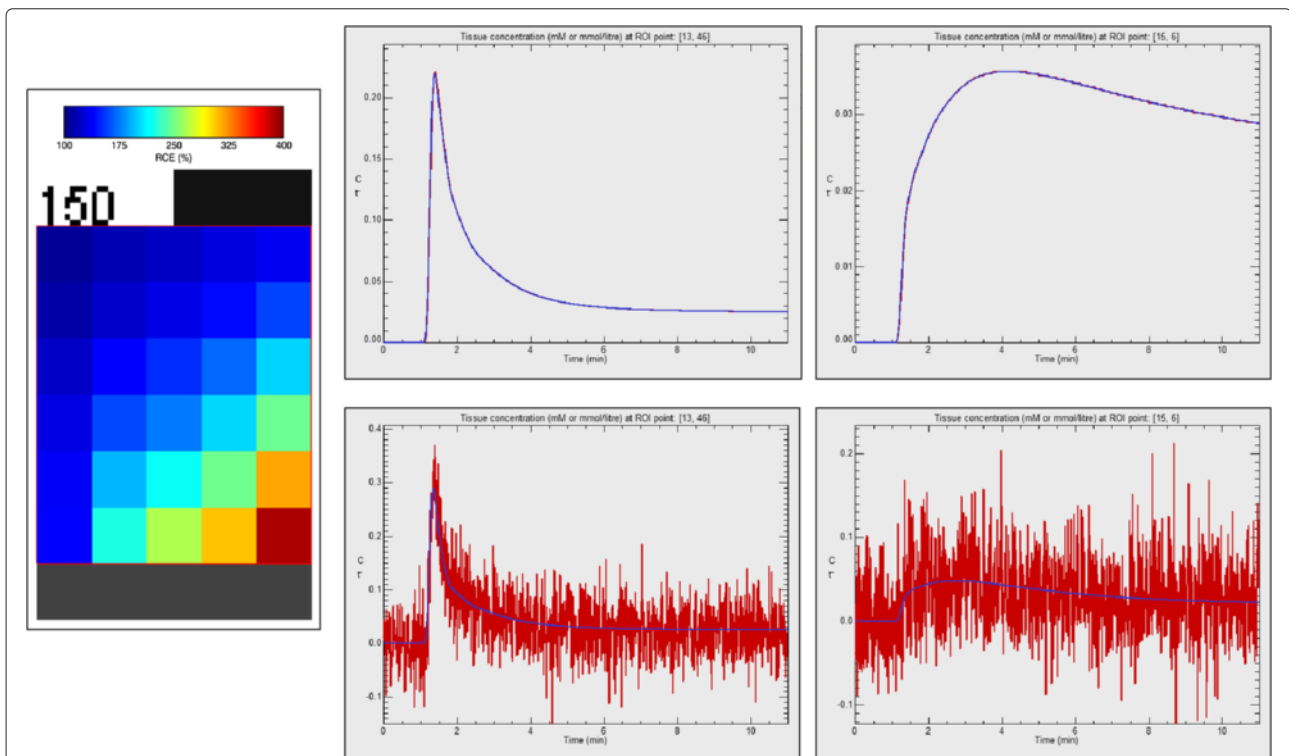 100 175 250 325 400
RCE (%)
150
Tissue concentration (mM or mmol/litre) at ROI point: [13, 46]
0.20
0.15
C
T
0.10
0.05
0.00
0 2 4 6 8 10
Time (min)
Tissue concentration (mM or mmol/litre) at ROI point: [15, 6]
0.03
0.02
C
T
0.01
0.00
0 2 4 6 8 10
Time (min)
Tissue concentration (mM or mmol/litre) at ROI point: [13, 46]
0.4
0.3
0.2
C
T
0.1
0.0
-0.1
0 2 4 6 8 10
Time (min)
Tissue concentration (mM or mmol/litre) at ROI point: [15, 6]
0.2
0.1
C
T
0.0
-0.1
0 2 4 6 8 10
Time (min)